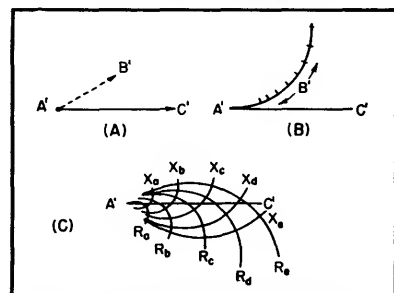 B'
A' C'
(A)
B'
A' C'
(B)
Xa Xb Xc Xd
A' C'
Xe
(C)
Ra Rb Rc Rd Re